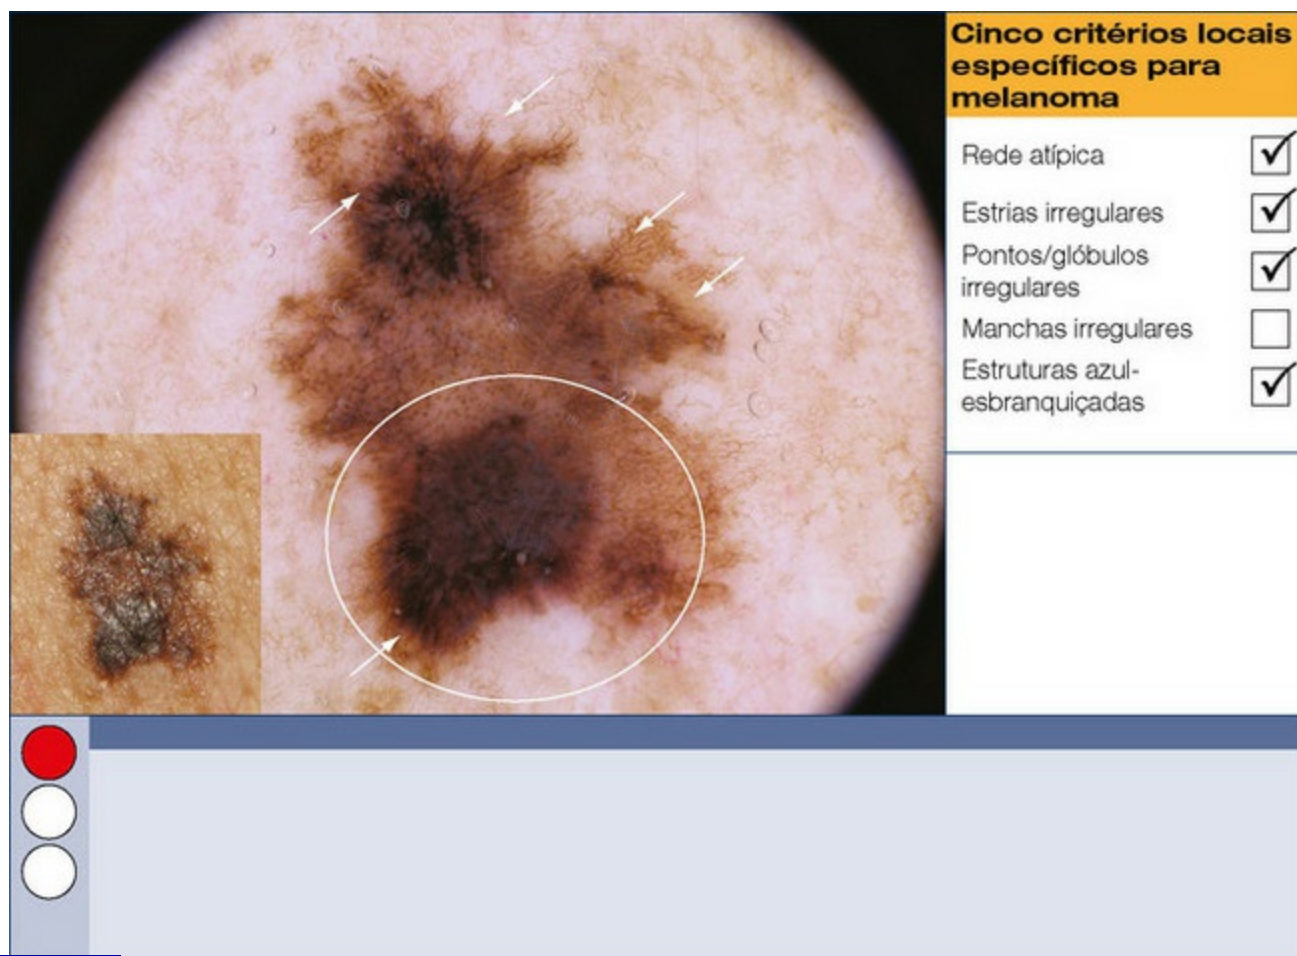 Cinco critérios locais
específicos para
melanoma
Rede atípica
Estrias irregulares
Pontos/glóbulos
irregulares
Manchas irregulares
Estruturas azul-
esbranquiçadas